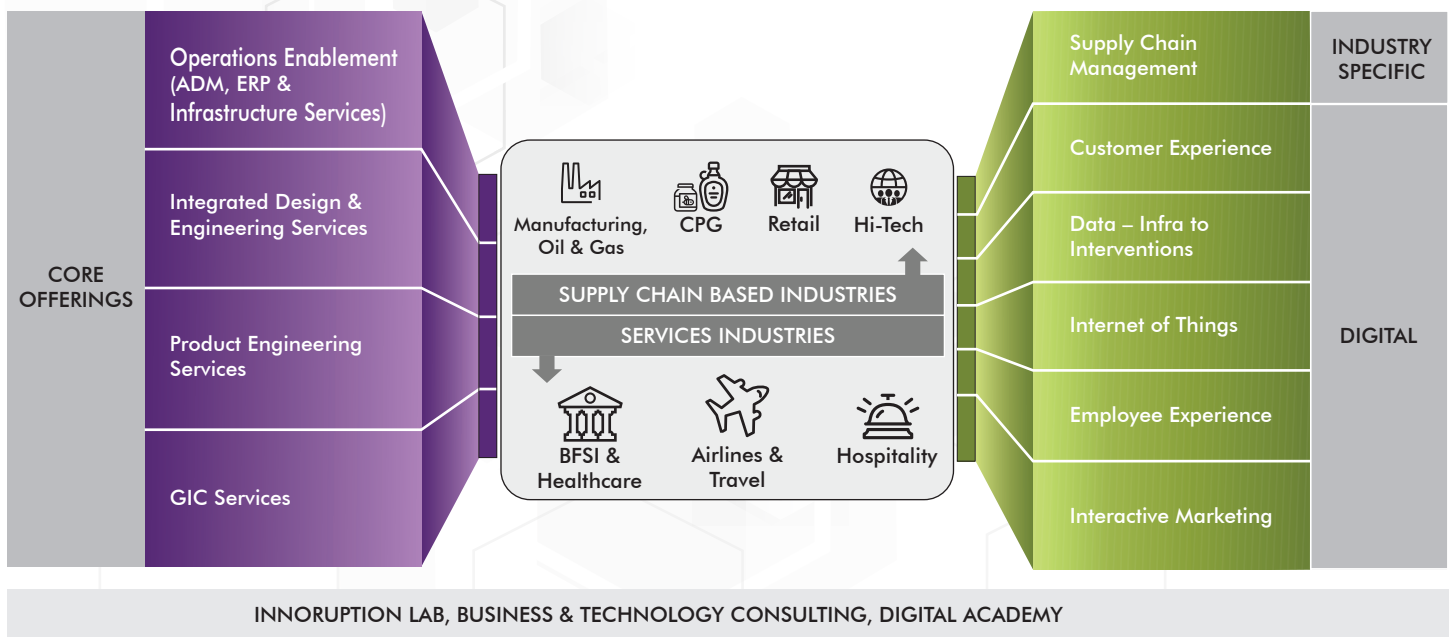 CORE
OFFERINGS
Operations Enablement
(ADM, ERP &
Infrastructure Services)
Integrated Design &
Engineering Services
Product Engineering
Services
GIC Services
Manufacturing,
Oil & Gas
CPG
Retail
Hi-Tech
SUPPLY CHAIN BASED INDUSTRIES
SERVICES INDUSTRIES
BFSI &
Healthcare
Airlines &
Travel
Hospitality
Supply Chain
Management
Customer Experience
Data – Infra to
Interventions
Internet of Things
Employee Experience
Interactive Marketing
INDUSTRY
SPECIFIC
DIGITAL
INNORUPTION LAB, BUSINESS & TECHNOLOGY CONSULTING, DIGITAL ACADEMY